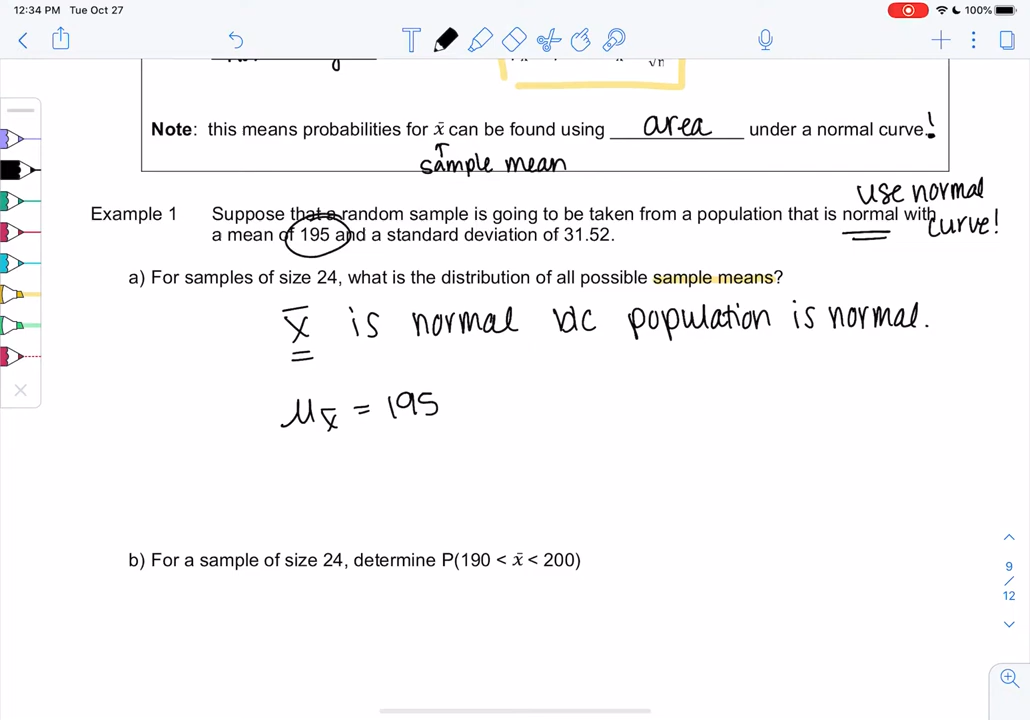 12:34 PM Tue Oct 27
100%
√n
Note: this means probabilities for x̄ can be found using area under a normal curve.!
sample mean
use normal curve!
Example 1 Suppose that a random sample is going to be taken from a population that is normal with
a mean of 195 and a standard deviation of 31.52.
a) For samples of size 24, what is the distribution of all possible sample means?
x̄ is normal b/c population is normal.
μx̄ = 195
b) For a sample of size 24, determine P(190 < x̄ < 200)
9
/
12